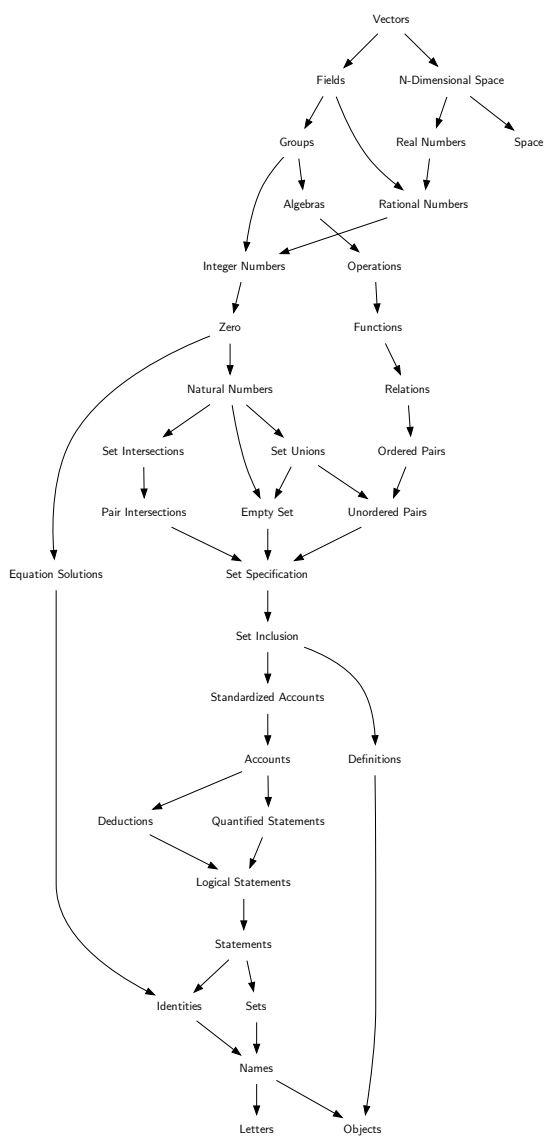 Vectors
Fields
N-Dimensional Space
Groups
Real Numbers
Space
Algebras
Rational Numbers
Integer Numbers
Operations
Zero
Functions
Natural Numbers
Relations
Set Intersections
Set Unions
Ordered Pairs
Pair Intersections
Empty Set
Unordered Pairs
Equation Solutions
Set Specification
Set Inclusion
Standardized Accounts
Accounts
Definitions
Deductions
Quantified Statements
Logical Statements
Statements
Identities
Sets
Names
Letters
Objects